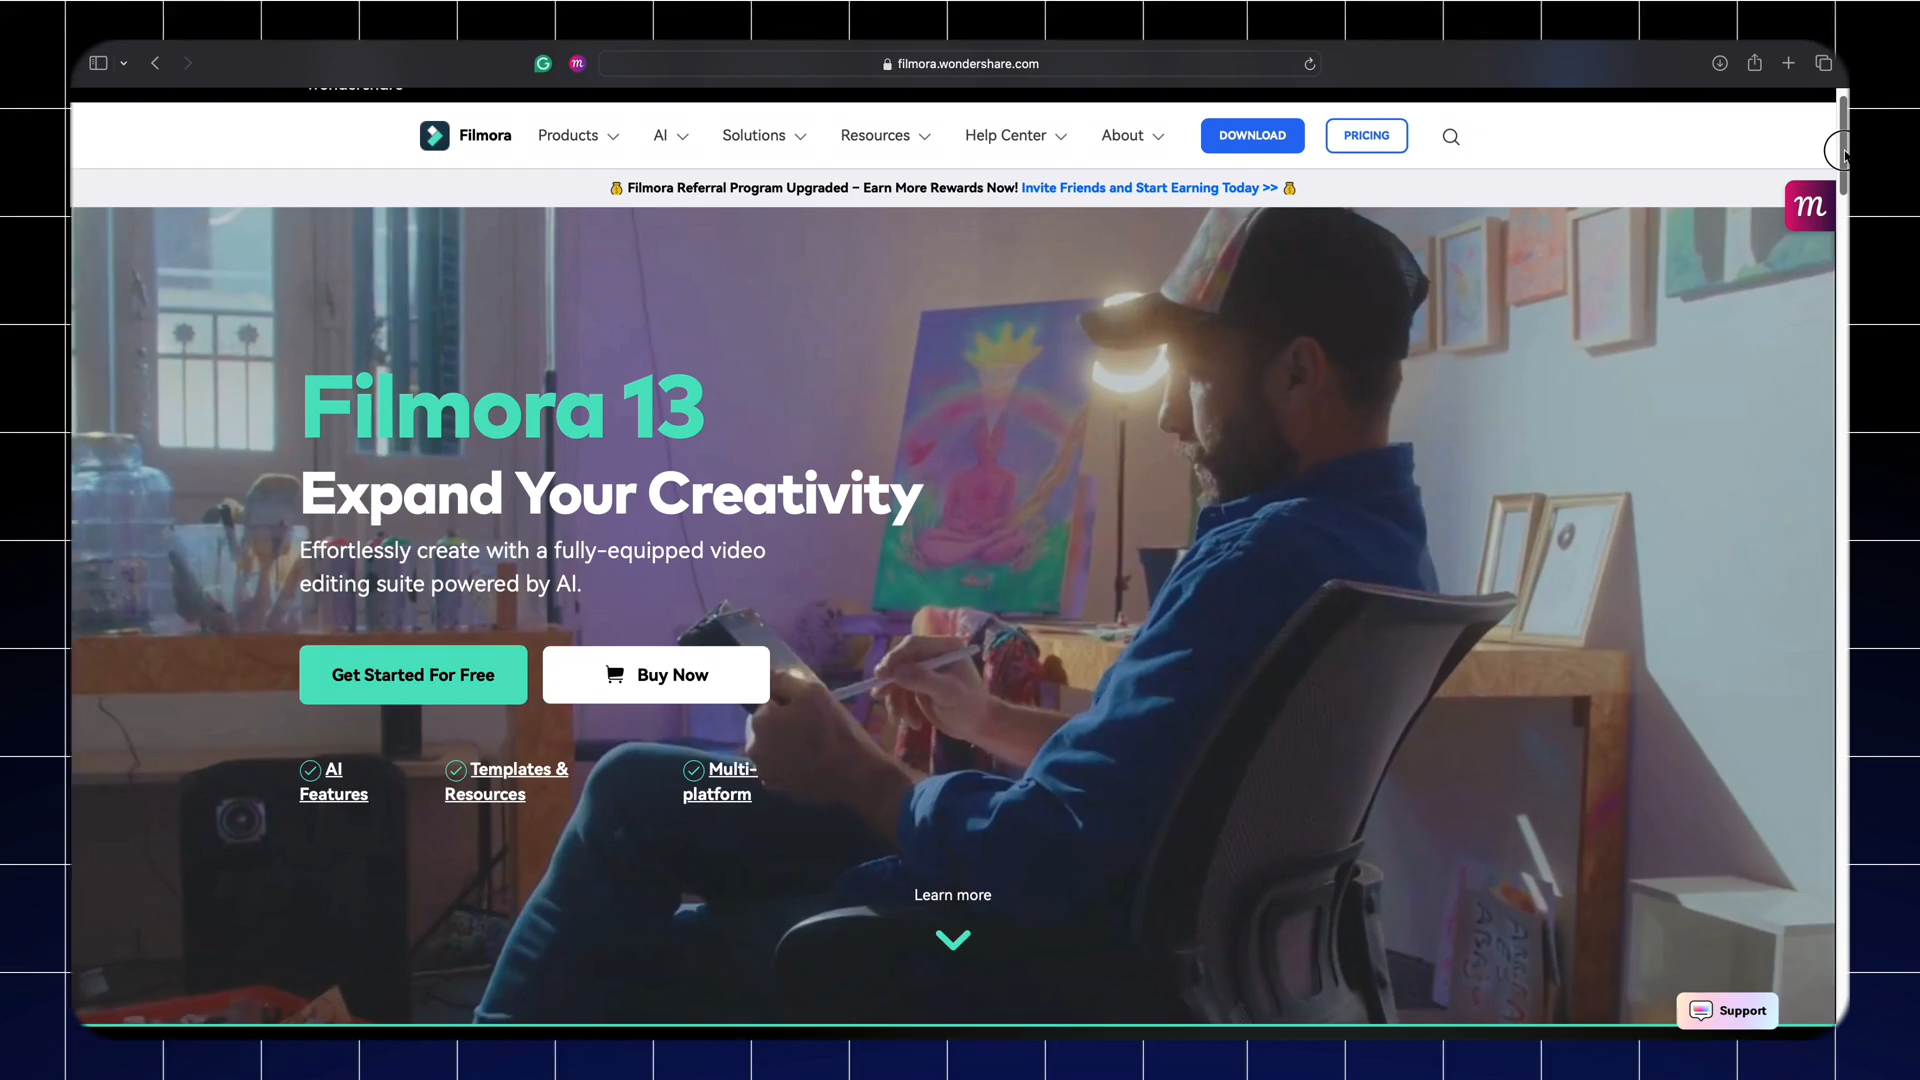 filmora.wondershare.com
wondershare
Filmora Products AI Solutions Resources Help Center About DOWNLOAD PRICING
Filmora Referral Program Upgraded – Earn More Rewards Now! Invite Friends and Start Earning Today >>
m
Filmora 13
Expand Your Creativity
Effortlessly create with a fully-equipped video
editing suite powered by AI.
Get Started For Free Buy Now
AI Templates & Multi-
Features Resources platform
Learn more
Support